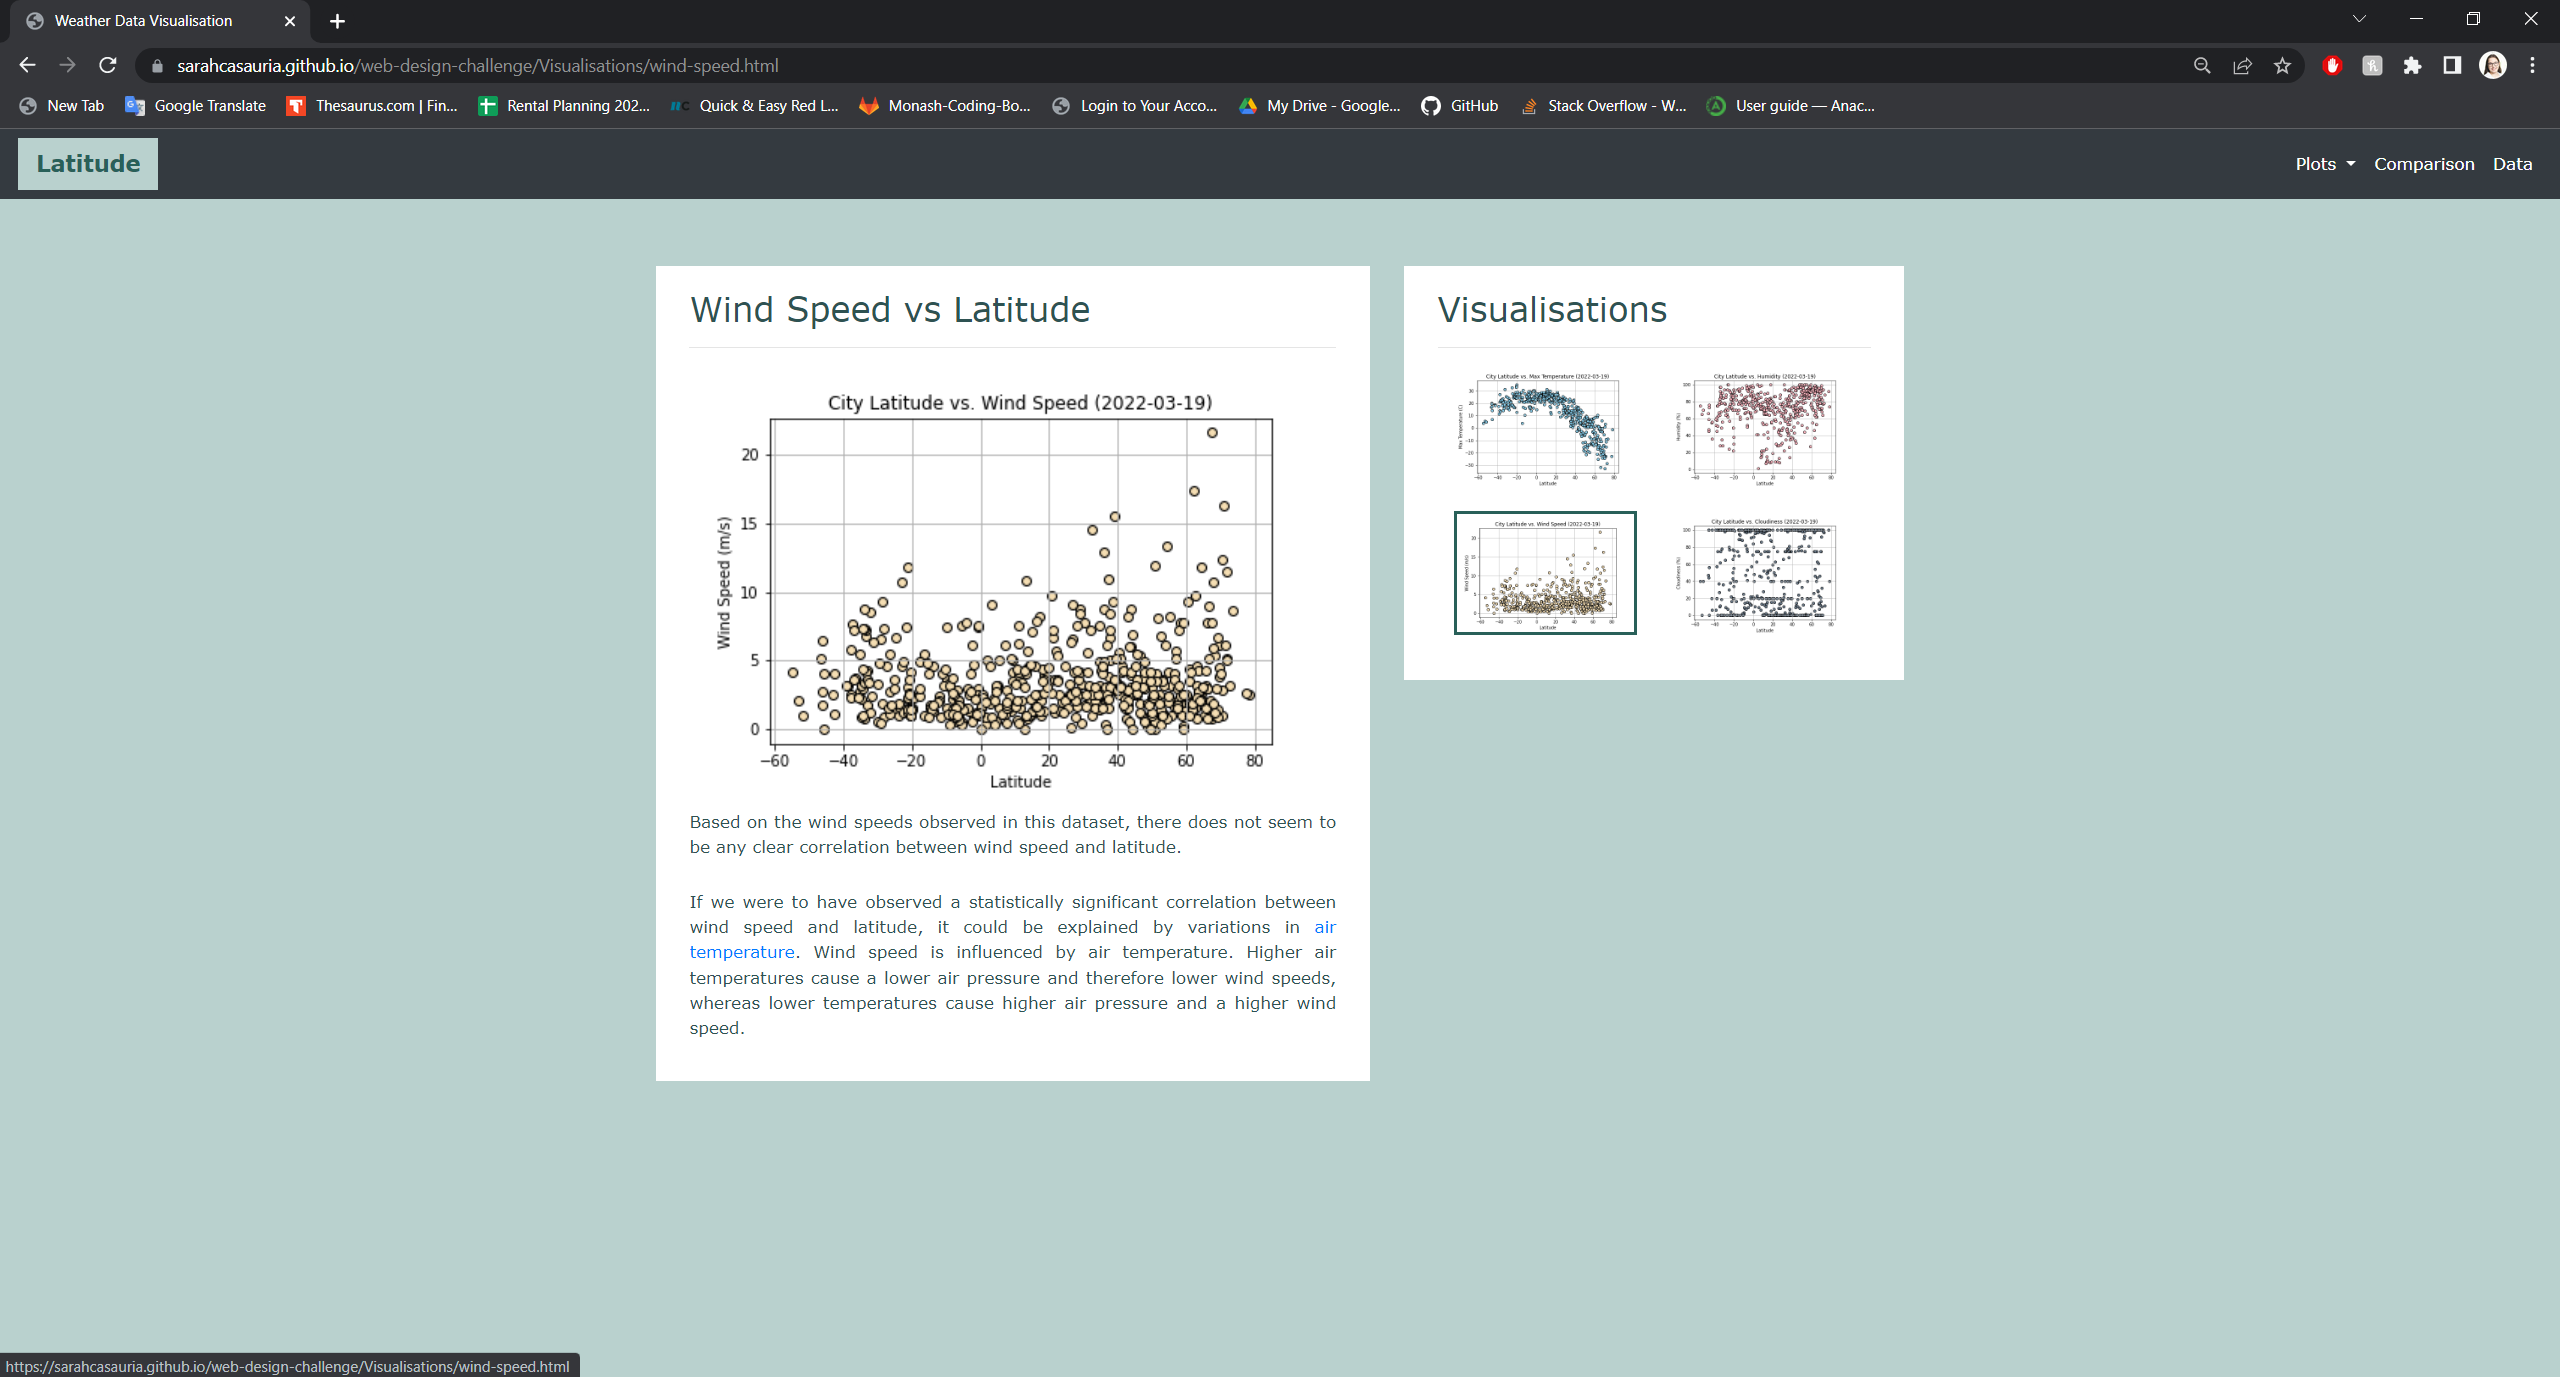 Weather Data Visualisation
sarahcasauria.github.io/web-design-challenge/Visualisations/wind-speed.html
New Tab Google Translate Thesaurus.com | Fin... Rental Planning 202... Quick & Easy Red L... Monash-Coding-Bo... Login to Your Acco... My Drive - Google... GitHub Stack Overflow - W... User guide — Anac...
Latitude Plots Comparison Data
Wind Speed vs Latitude
City Latitude vs. Wind Speed (2022-03-19)
Wind Speed (m/s)
20
15
10
5
0
−60 −40 −20 0 20 40 60 80
Latitude
Based on the wind speeds observed in this dataset, there does not seem to
be any clear correlation between wind speed and latitude.
If we were to have observed a statistically significant correlation between
wind speed and latitude, it could be explained by variations in air
temperature. Wind speed is influenced by air temperature. Higher air
temperatures cause a lower air pressure and therefore lower wind speeds,
whereas lower temperatures cause higher air pressure and a higher wind
speed.
Visualisations
City Latitude vs. Max Temperature (2022-03-19)
Max Temperature (C)
Latitude
City Latitude vs. Humidity (2022-03-19)
Humidity (%)
Latitude
City Latitude vs. Wind Speed (2022-03-19)
Wind Speed (m/s)
Latitude
City Latitude vs. Cloudiness (2022-03-19)
Cloudiness (%)
Latitude
https://sarahcasauria.github.io/web-design-challenge/Visualisations/wind-speed.html